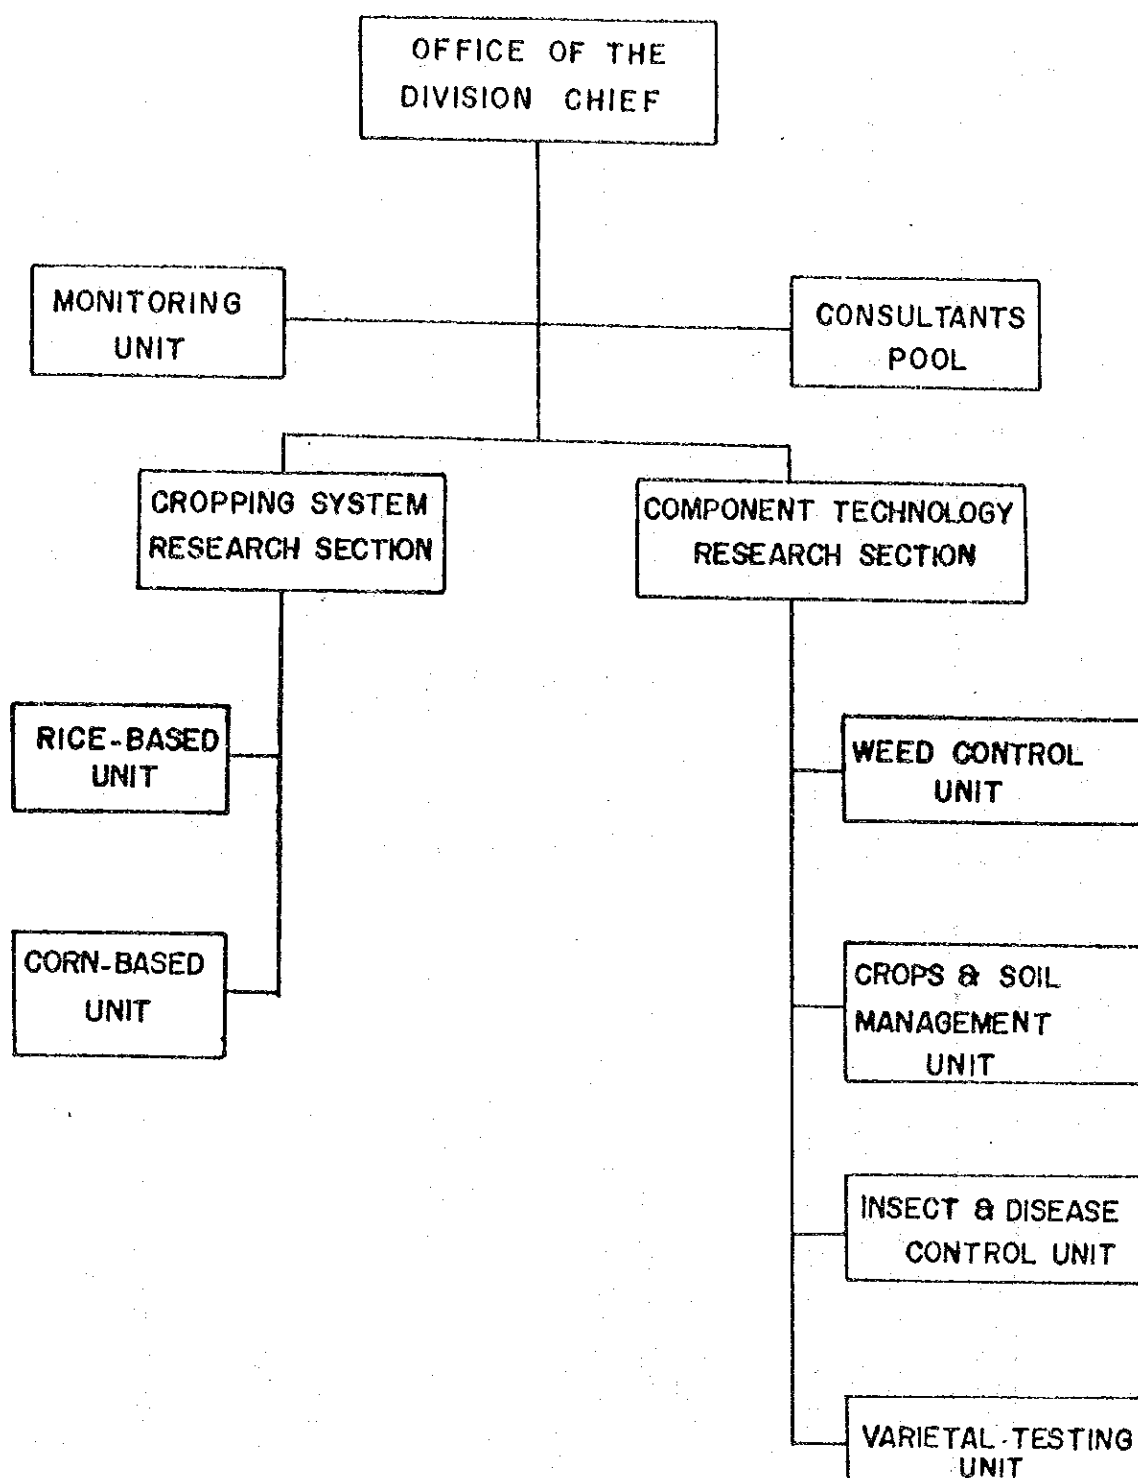 OFFICE OF THE
DIVISION CHIEF
MONITORING
UNIT
CONSULTANTS
POOL
CROPPING SYSTEM
RESEARCH SECTION
COMPONENT TECHNOLOGY
RESEARCH SECTION
RICE-BASED
UNIT
WEED CONTROL
UNIT
CORN-BASED
UNIT
CROPS & SOIL
MANAGEMENT
UNIT
INSECT & DISEASE
CONTROL UNIT
VARIETAL-TESTING
UNIT